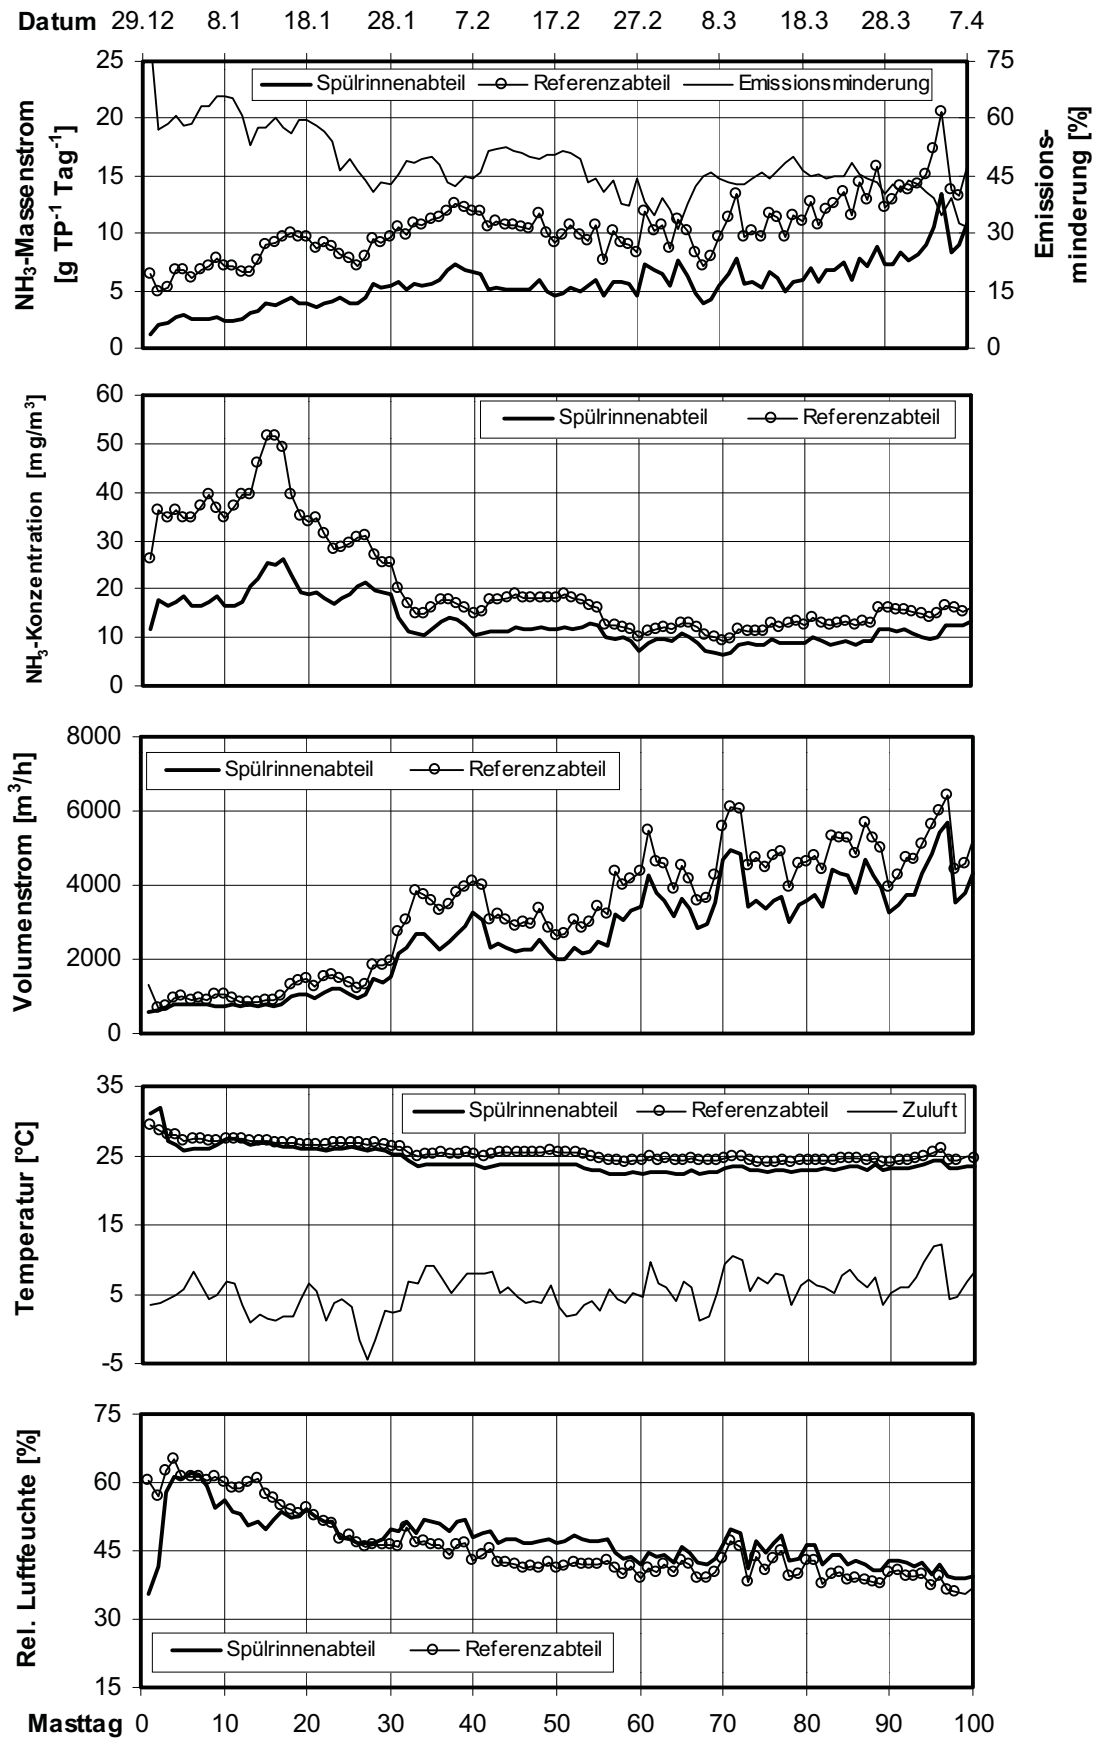 Datum 29.12 8.1 18.1 28.1 7.2 17.2 27.2 8.3 18.3 28.3 7.4
NH3-Massenstrom
[g TP-1 Tag-1]
25
20
15
10
5
0
Spülrinnenabteil Referenzabteil Emissionsminderung
75
60
45
30
15
0
Emissions-
minderung [%]
NH3-Konzentration [mg/m3]
60
50
40
30
20
10
0
Spülrinnenabteil Referenzabteil
Volumenstrom [m3/h]
8000
6000
4000
2000
0
Spülrinnenabteil Referenzabteil
Temperatur [°C]
35
25
15
5
-5
Spülrinnenabteil Referenzabteil Zuluft
Rel. Luftfeuchte [%]
75
60
45
30
15
Spülrinnenabteil Referenzabteil
Masttag 0 10 20 30 40 50 60 70 80 90 100